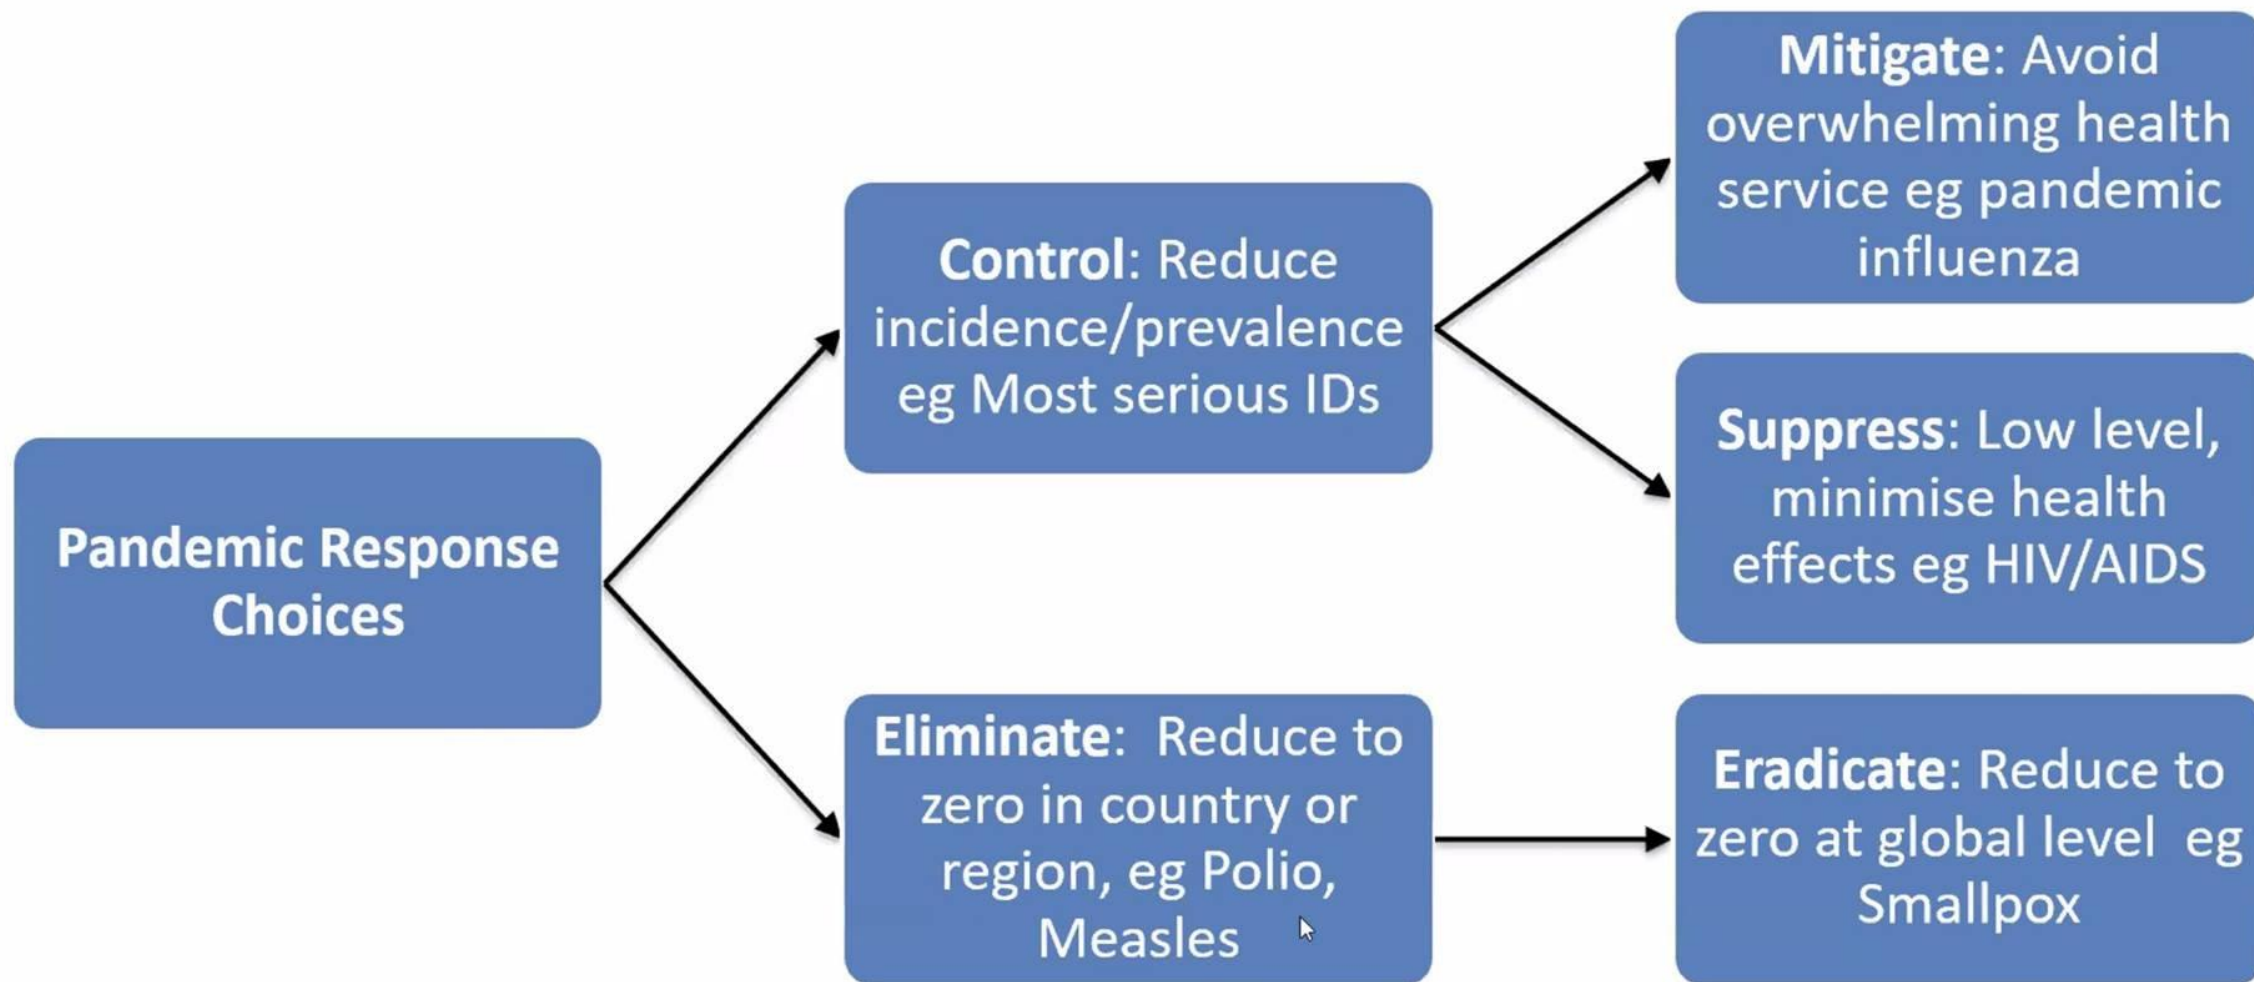 Pandemic Response
Choices
Control: Reduce
incidence/prevalence
eg Most serious IDs
Eliminate:  Reduce to
zero in country or
region, eg Polio,
Measles
Mitigate: Avoid
overwhelming health
service eg pandemic
influenza
Suppress: Low level,
minimise health
effects eg HIV/AIDS
Eradicate: Reduce to
zero at global level  eg
Smallpox